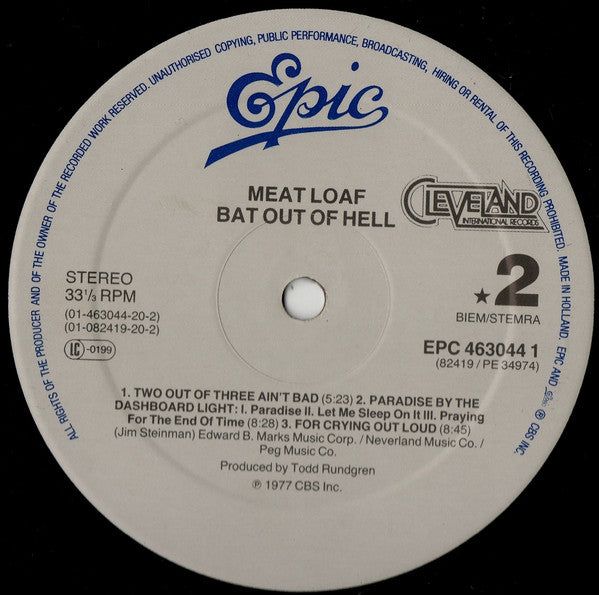 ALL RIGHTS OF THE PRODUCER AND OF THE OWNER OF THE RECORDED WORK RESERVED. UNAUTHORISED COPYING, PUBLIC PERFORMANCE, BROADCASTING, HIRING OR RENTAL OF THIS RECORDING PROHIBITED. MADE IN HOLLAND. EPC AND Epic ® CBS INC.
Epic
MEAT LOAF
BAT OUT OF HELL
CLEVELAND
INTERNATIONAL RECORDS
STEREO
33 1/3 RPM
(01-463044-20-2)
(01-082419-20-2)
LC -0199
★2
BIEM/STEMRA
EPC 463044 1
(82419 / PE 34974)
1. TWO OUT OF THREE AIN'T BAD (5:23) 2. PARADISE BY THE
DASHBOARD LIGHT: I. Paradise II. Let Me Sleep On It III. Praying
For The End Of Time (8:28) 3. FOR CRYING OUT LOUD (8:45)
(Jim Steinman) Edward B. Marks Music Corp. / Neverland Music Co. /
Peg Music Co.
Produced by Todd Rundgren
℗ 1977 CBS Inc.